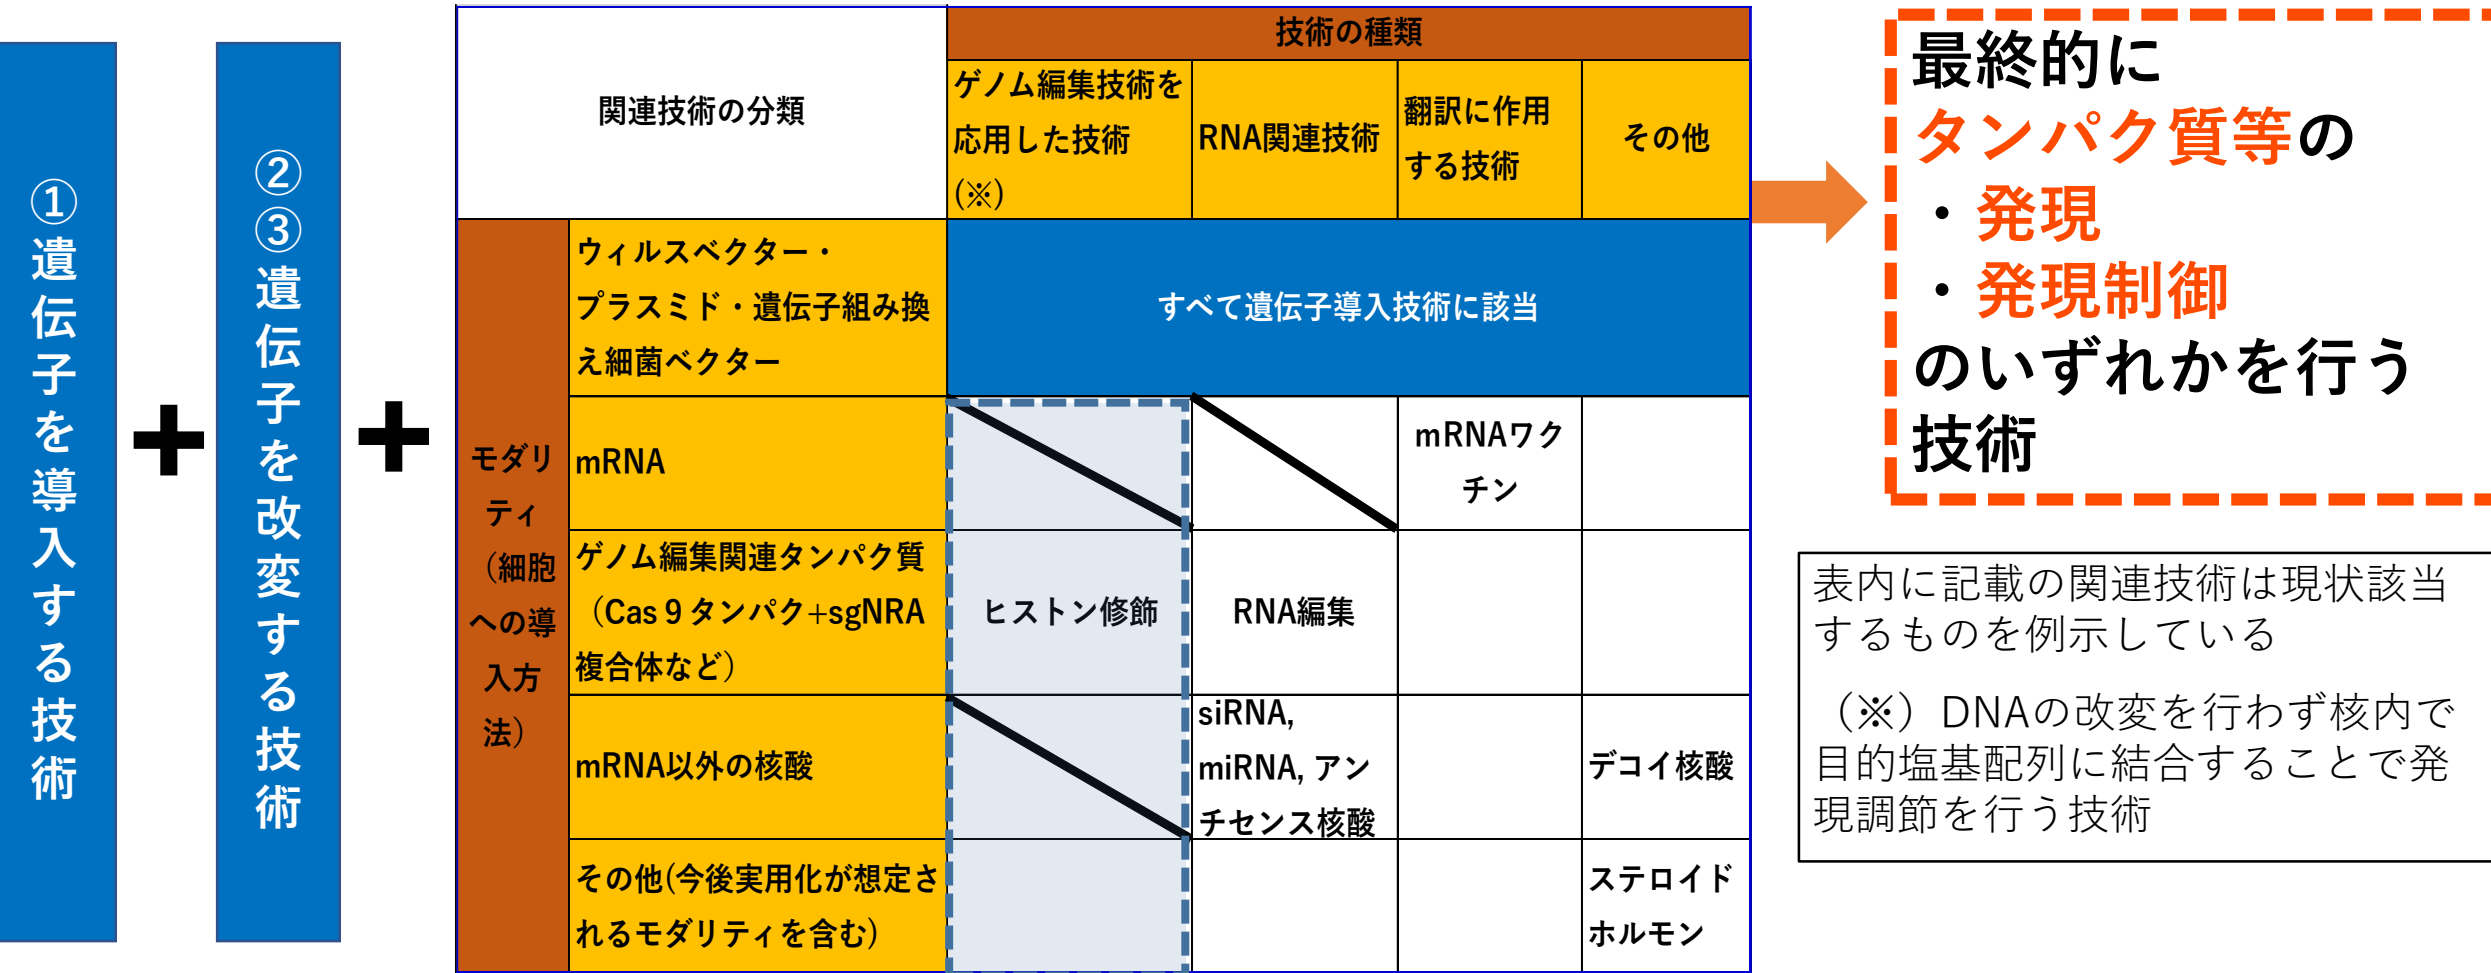 ①遺伝子を導入する技術
+
②③遺伝子を改変する技術
+
関連技術の分類
技術の種類
ゲノム編集技術を
応用した技術
(※)
RNA関連技術
翻訳に作用
する技術
その他
モダリ
ティ
（細胞
への導
入方
法）
ウィルスベクター・
プラスミド・遺伝子組み換
え細菌ベクター
すべて遺伝子導入技術に該当
mRNA
mRNAワク
チン
ゲノム編集関連タンパク質
（Cas９タンパク+sgNRA
複合体など）
ヒストン修飾
RNA編集
mRNA以外の核酸
siRNA,
miRNA, アン
チセンス核酸
デコイ核酸
その他(今後実用化が想定さ
れるモダリティを含む)
ステロイド
ホルモン
最終的に
タンパク質等の
・発現
・発現制御
のいずれかを行う
技術
表内に記載の関連技術は現状該当
するものを例示している
（※）DNAの改変を行わず核内で
目的塩基配列に結合することで発
現調節を行う技術